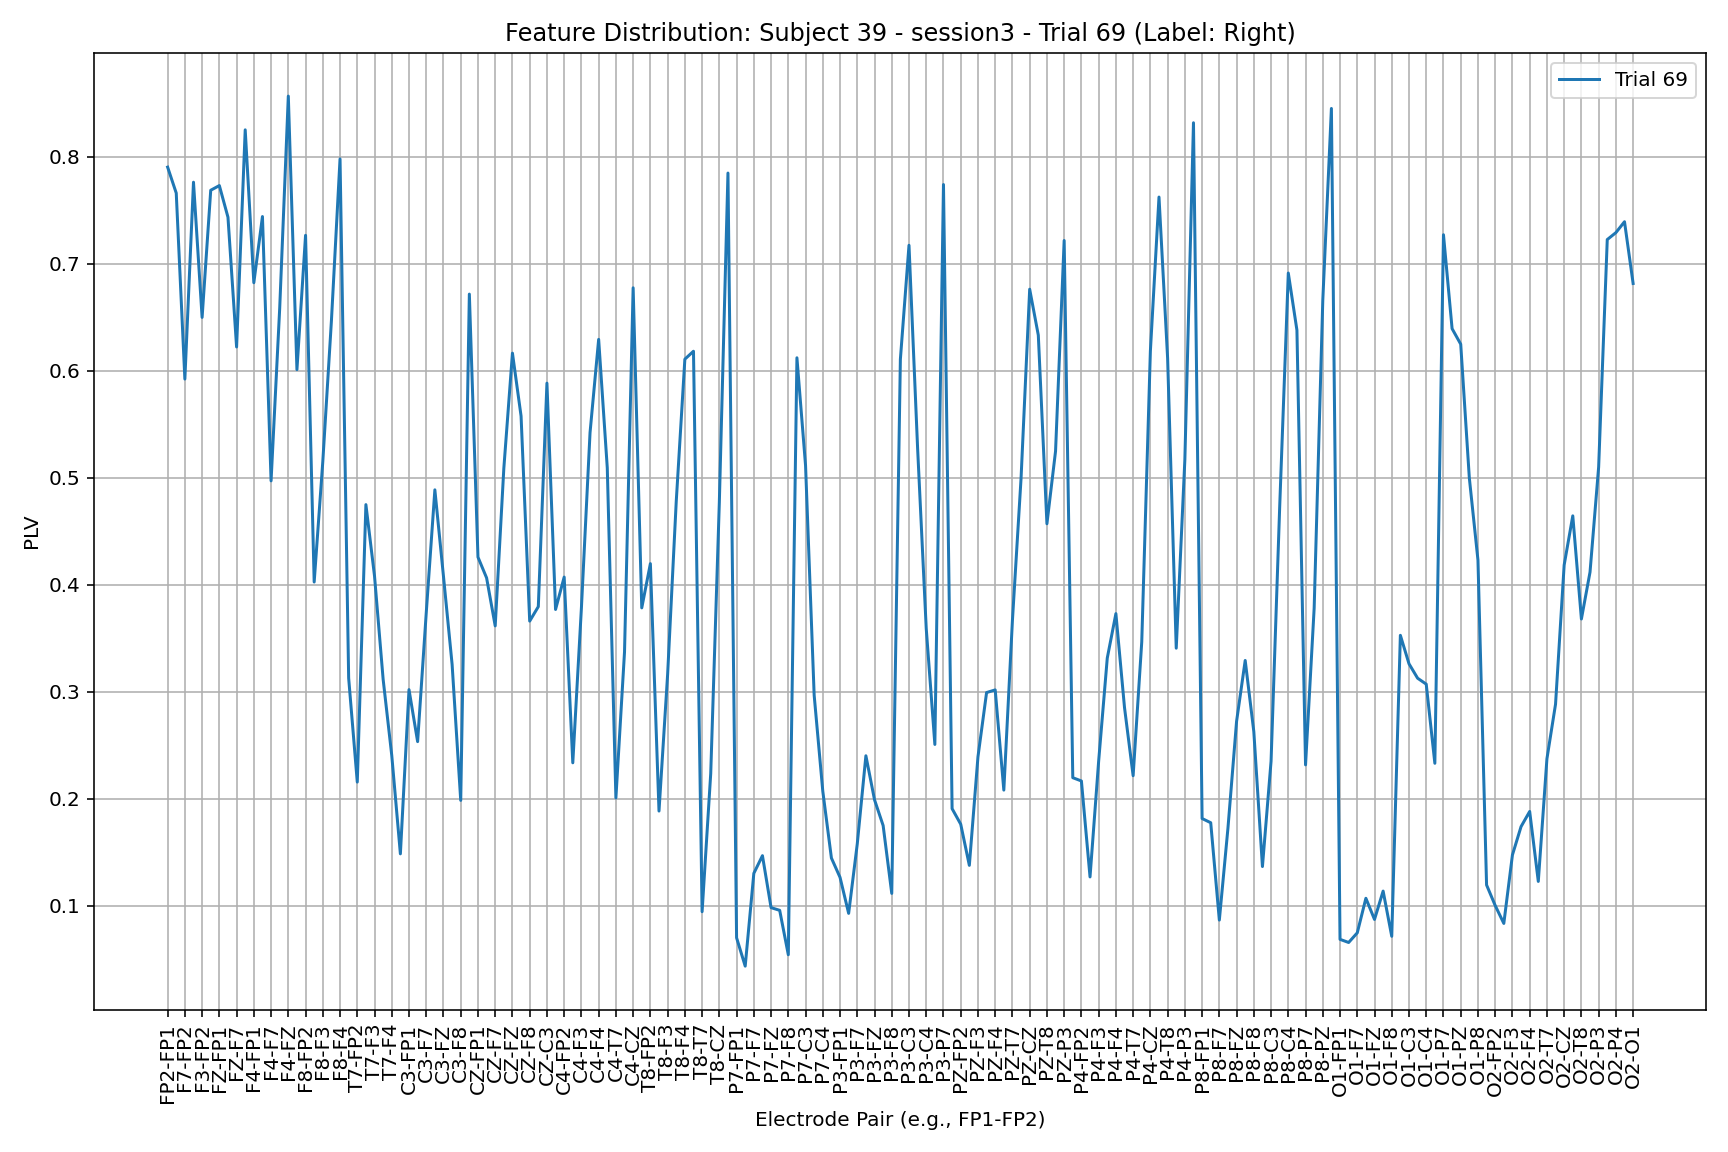 Feature Distribution: Subject 39 - session3 - Trial 69 (Label: Right)
Trial 69
PLV
0.8
0.7
0.6
0.5
0.4
0.3
0.2
0.1
FP2-FP1
F7-FP2
F3-FP2
FZ-FP1
FZ-F7
F4-FP1
F4-F7
F4-FZ
F8-FP2
F8-F3
F8-F4
T7-FP2
T7-F3
T7-F4
C3-FP1
C3-F7
C3-FZ
C3-F8
CZ-FP1
CZ-F7
CZ-FZ
CZ-F8
CZ-C3
C4-FP2
C4-F3
C4-F4
C4-T7
C4-CZ
T8-FP2
T8-F3
T8-F4
T8-T7
T8-CZ
P7-FP1
P7-F7
P7-FZ
P7-F8
P7-C3
P7-C4
P3-FP1
P3-F7
P3-FZ
P3-F8
P3-C3
P3-C4
P3-P7
PZ-FP2
PZ-F3
PZ-F4
PZ-T7
PZ-CZ
PZ-T8
PZ-P3
P4-FP2
P4-F3
P4-F4
P4-T7
P4-CZ
P4-T8
P4-P3
P8-FP1
P8-F7
P8-FZ
P8-F8
P8-C3
P8-C4
P8-P7
P8-PZ
O1-FP1
O1-F7
O1-FZ
O1-F8
O1-C3
O1-C4
O1-P7
O1-PZ
O1-P8
O2-FP2
O2-F3
O2-F4
O2-T7
O2-CZ
O2-T8
O2-P3
O2-P4
O2-O1
Electrode Pair (e.g., FP1-FP2)